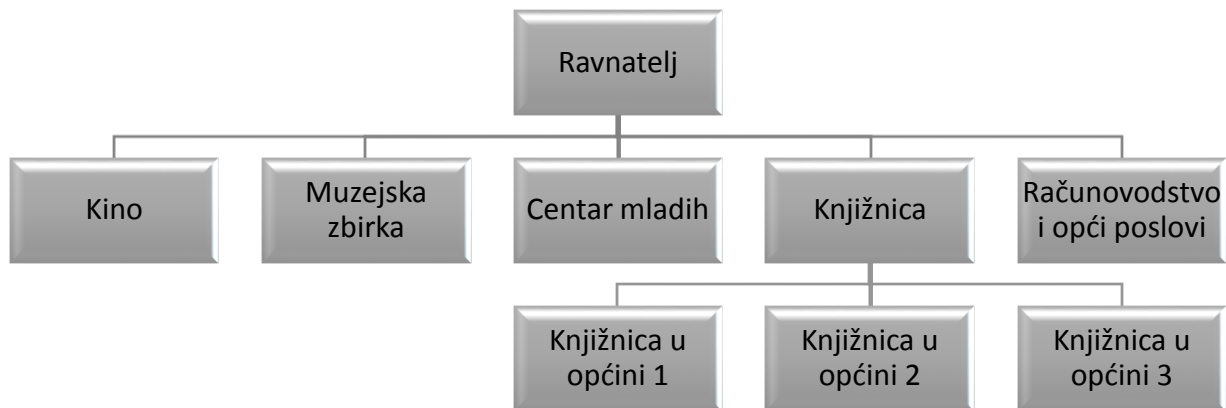 Ravnatelj
Kino
Muzejska
zbirka
Centar mladih
Knjižnica
Računovodstvo
i opći poslovi
Knjižnica u
općini 1
Knjižnica u
općini 2
Knjižnica u
općini 3